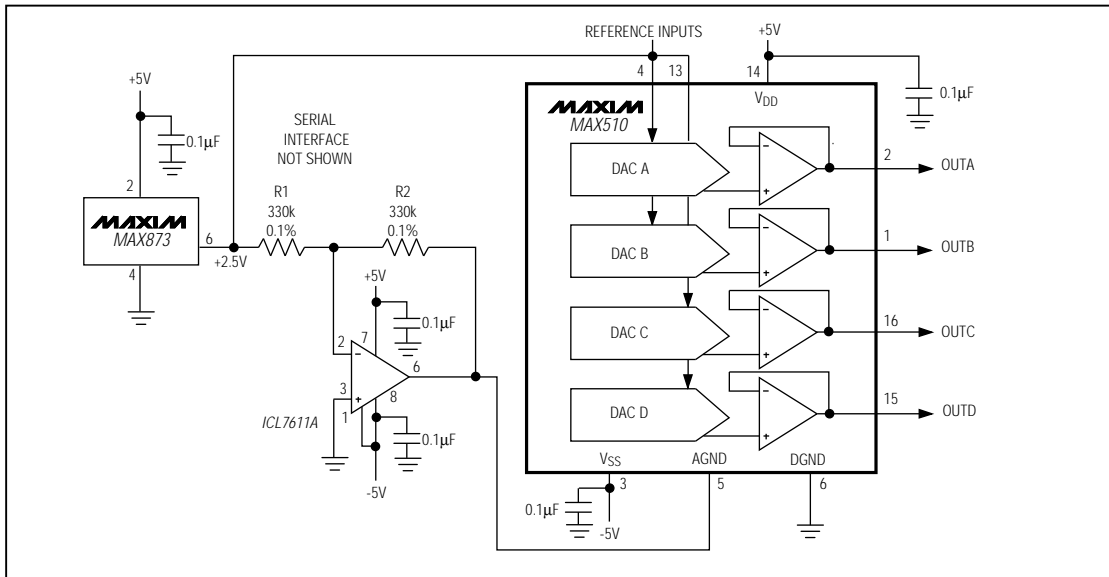 REFERENCE INPUTS
+5V
4
13
14
+5V
VDD
0.1µF
MAXIM
MAX510
0.1µF
SERIAL
INTERFACE
NOT SHOWN
2
DAC A
−
+
2
OUTA
MAXIM
MAX873
6
+2.5V
4
R1
330k
0.1%
R2
330k
0.1%
DAC B
−
+
1
OUTB
+5V
0.1µF
2
7
−
3
+
6
1
8
ICL7611A
0.1µF
-5V
DAC C
−
+
16
OUTC
DAC D
−
+
15
OUTD
VSS
AGND
DGND
3
5
6
0.1µF
-5V